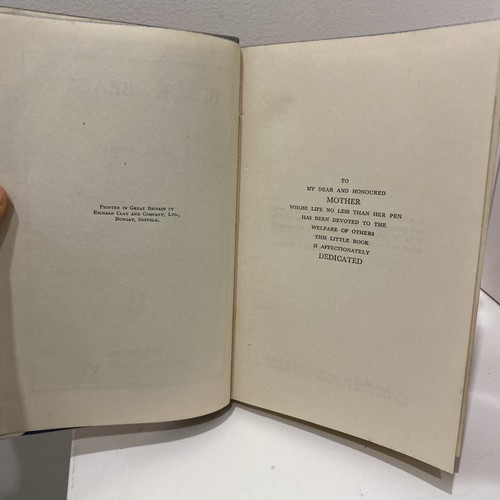 Printed in Great Britain by
Richard Clay and Company, Ltd.,
Bungay, Suffolk.
TO
MY DEAR AND HONOURED
MOTHER
WHOSE LIFE NO LESS THAN HER PEN
HAS BEEN DEVOTED TO THE
WELFARE OF OTHERS
THIS LITTLE BOOK
IS AFFECTIONATELY
DEDICATED